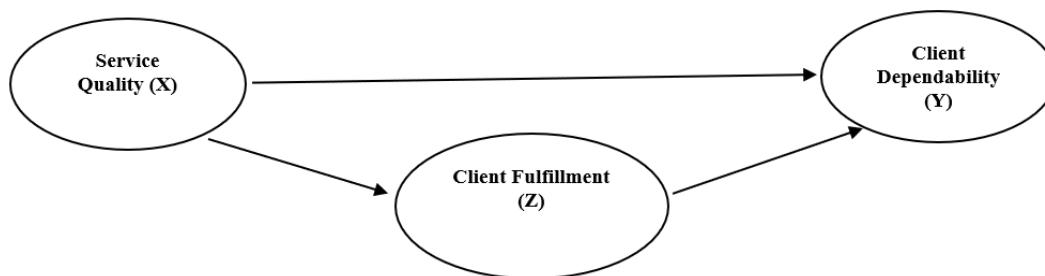 Service
Quality (X)
Client
Dependability
(Y)
Client Fulfillment
(Z)